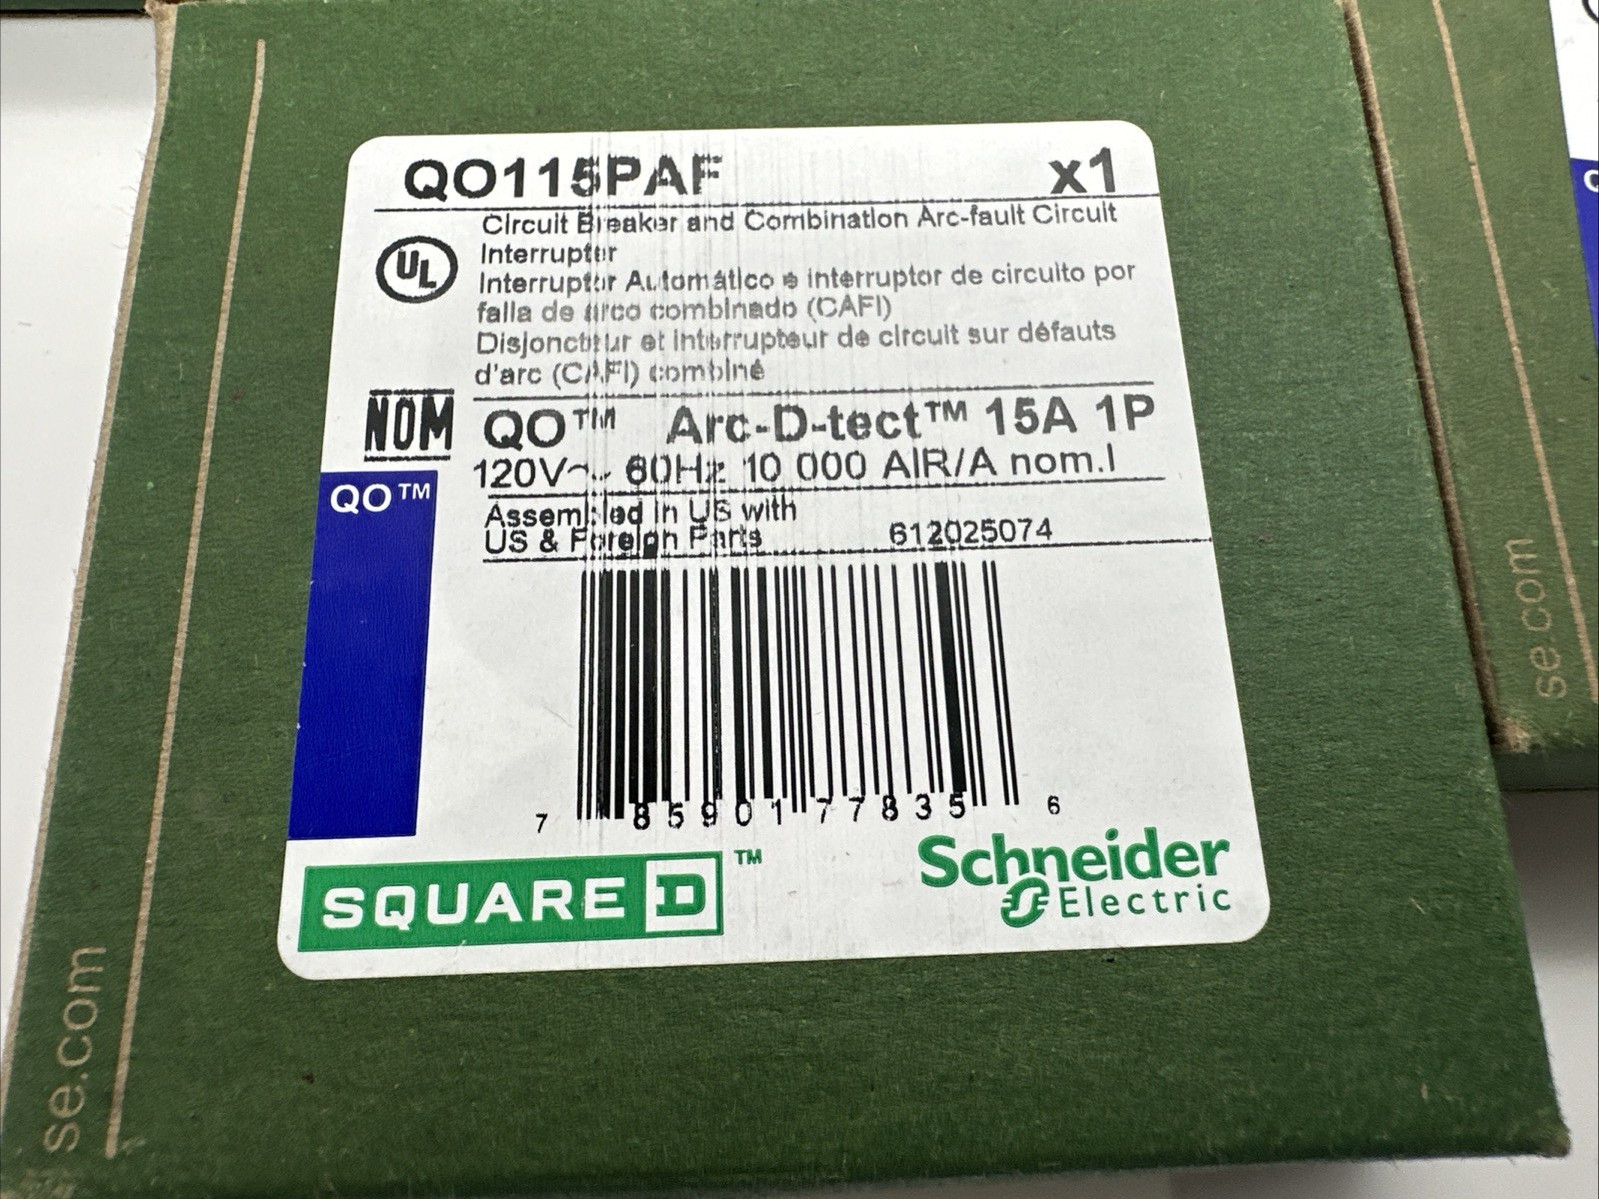 QO115PAF x1
Circuit Breaker and Combination Arc-fault Circuit
Interruptor
UL
Interruptor Automático e interruptor de circuito por
falla de arco combinado (CAFI)
Disjoncteur et interrupteur de circuit sur défauts
d'arc (CAFI) combiné
NOM
QO™ Arc-D-tect™ 15A 1P
120V~ 60Hz 10 000 AIR/A nom.I
QO™
Assembled in US with
US & Foreign Parts 612025074
7 85901 77835 6
SQUARE D™
Schneider
Electric
se.com
se.com